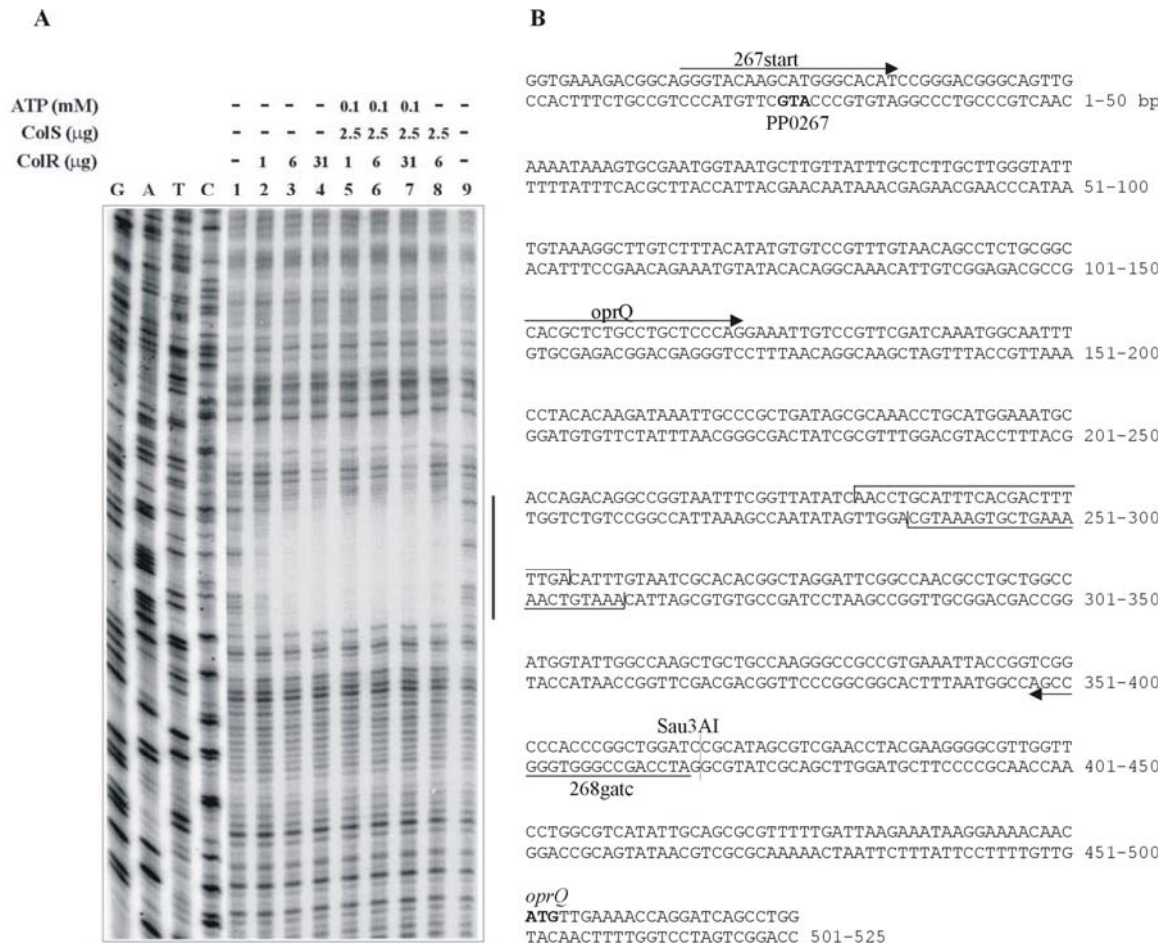 A
ATP (mM) - - - - 0.1 0.1 0.1 - -
ColS (µg) - - - - 2.5 2.5 2.5 2.5 -
ColR (µg) - 1 6 31 1 6 31 6 -
G A T C 1 2 3 4 5 6 7 8 9
B
267start
GGTGAAAGACGGCAGGGTACAAGCATGGGCACATCCGGGACGGGCAGTTG
CCACTTTCTGCCGTCCCATGTTCGTACCCGTGTAGGCCCTGCCCGTCAAC 1-50 bp
PP0267
AAAATAAAGTGCGAATGGTAATGCTTGTTATTTGCTCTTGCTTGGGTATT
TTTTATTTCACGCTTACCATTACGAACAATAAACGAGAACGAACCCATAA 51-100
TGTAAAGGCTTGTCTTTACATATGTGTCCGTTTGTAACAGCCTCTGCGGC
ACATTTCCGAACAGAAATGTATACACAGGCAAACATTGTCGGAGACGCCG 101-150
oprQ
CACGCTCTGCCTGCTCCCAGGAAATTGTCCGTTCGATCAAATGGCAATTT
GTGCGAGACGGACGAGGGTCCTTTAACAGGCAAGCTAGTTTACCGTTAAA 151-200
CCTACACAAGATAAATTGCCCGCTGATAGCGCAAACCTGCATGGAAATGC
GGATGTGTTCTATTTAACGGGCGACTATCGCGTTTGGACGTACCTTTACG 201-250
ACCAGACAGGCCGGTAATTTCGGTTATATCAACCTGCATTTCACGACTTT
TGGTCTGTCCGGCCATTAAAGCCAATATAGTTGGACGTAAAGTGCTGAAA 251-300
TTGACATTTGTAATCGCACACGGCTAGGATTCGGCCAACGCCTGCTGGCC
AACTGTAAACATTAGCGTGTGCCGATCCTAAGCCGGTTGCGGACGACCGG 301-350
ATGGTATTGGCCAAGCTGCTGCCAAGGGCCGCCGTGAAATTACCGGTCGG
TACCATAACCGGTTCGACGACGGTTCCCGGCGGCACTTTAATGGCCAGCC 351-400
Sau3AI
CCCACCCGGCTGGATCCGCATAGCGTCGAACCTACGAAGGGGCGTTGGTT
GGGTGGGCCGACCTAGGCGTATCGCAGCTTGGATGCTTCCCCGCAACCAA 401-450
268gatc
CCTGGCGTCATATTGCAGCGCGTTTTTGATTAAGAAATAAGGAAAACAAC
GGACCGCAGTATAACGTCGCGCAAAAACTAATTCTTTATTCCTTTTGTTG 451-500
oprQ
ATGTTGAAAACCAGGATCAGCCTGG
TACAACTTTTGGTCCTAGTCGGACC 501-525